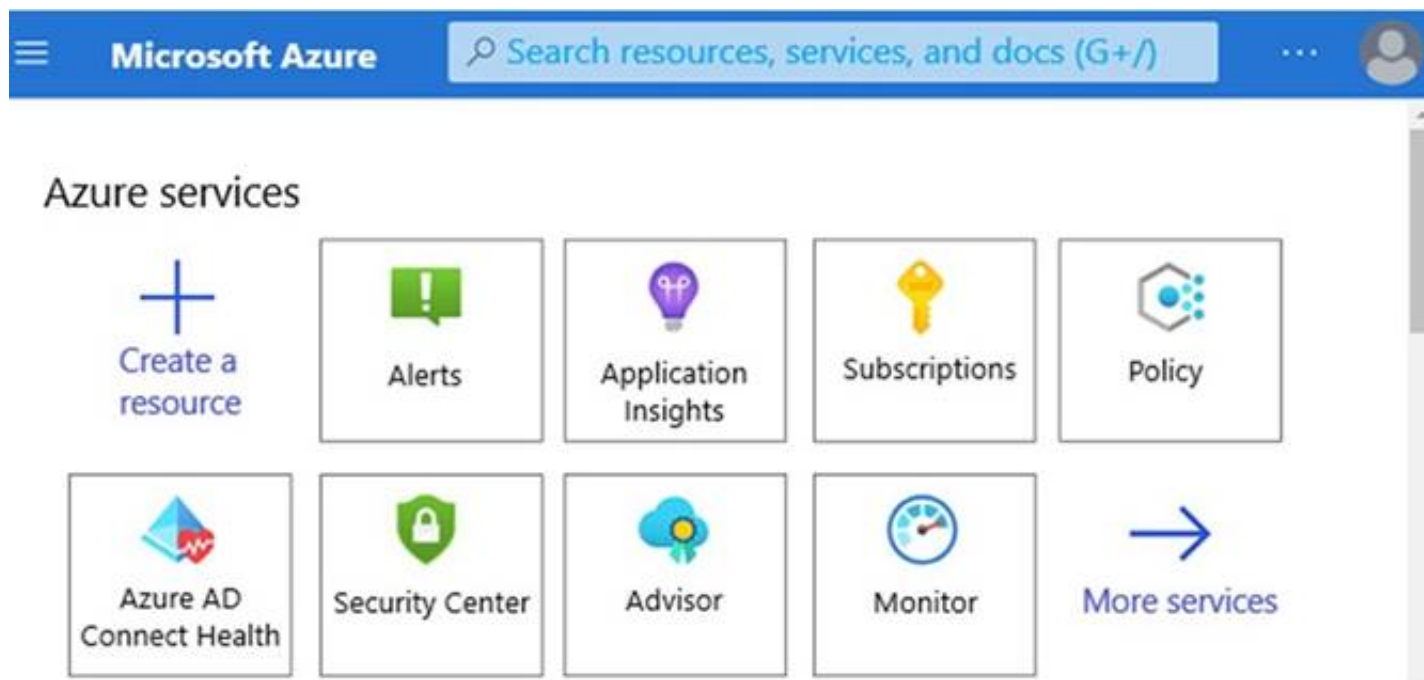 Microsoft Azure
Search resources, services, and docs (G+/)
...
Azure services
Create a
resource
Alerts
Application
Insights
Subscriptions
Policy
Azure AD
Connect Health
Security Center
Advisor
Monitor
More services